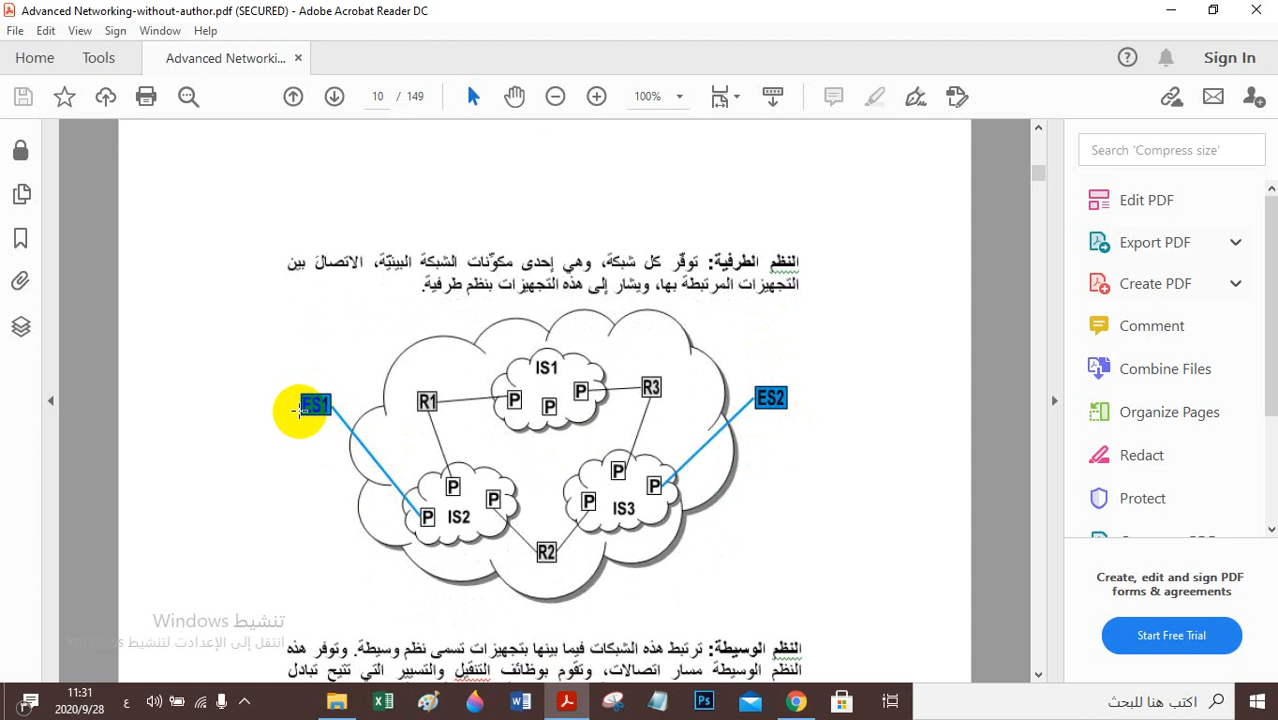 Advanced Networking-without-author.pdf (SECURED) - Adobe Acrobat Reader DC
File Edit View Sign Window Help
Home Tools Advanced Networki... × Sign In
10 / 149 100%
Search 'Compress size'
Edit PDF
Export PDF
Create PDF
Comment
Combine Files
Organize Pages
Redact
Protect
Create, edit and sign PDF
forms & agreements
Start Free Trial
النظم الطرفية: توفّر كل شبكة، وهي إحدى مكوّنات الشبكة البينيّة، الاتصالَ بين
التجهيزات المرتبطة بها، ويشار إلى هذه التجهيزات بنظم طرفية.
IS1
P P P
R1 R3
ES1 ES2
P P P
IS2
P P P
IS3
R2
تنشيط Windows
انتقل إلى الإعدادات لتنشيط Windows
النظم الوسيطة: ترتبط هذه الشبكات فيما بينها بتجهيزات تسمى نظم وسيطة. وتوفر هذه
النظم الوسيطة مسار اتصالات، وتقوم بوظائف التنقيل والتسيير التي تتيح تبادل
11:31
2020/9/28
ع
اكتب هنا للبحث